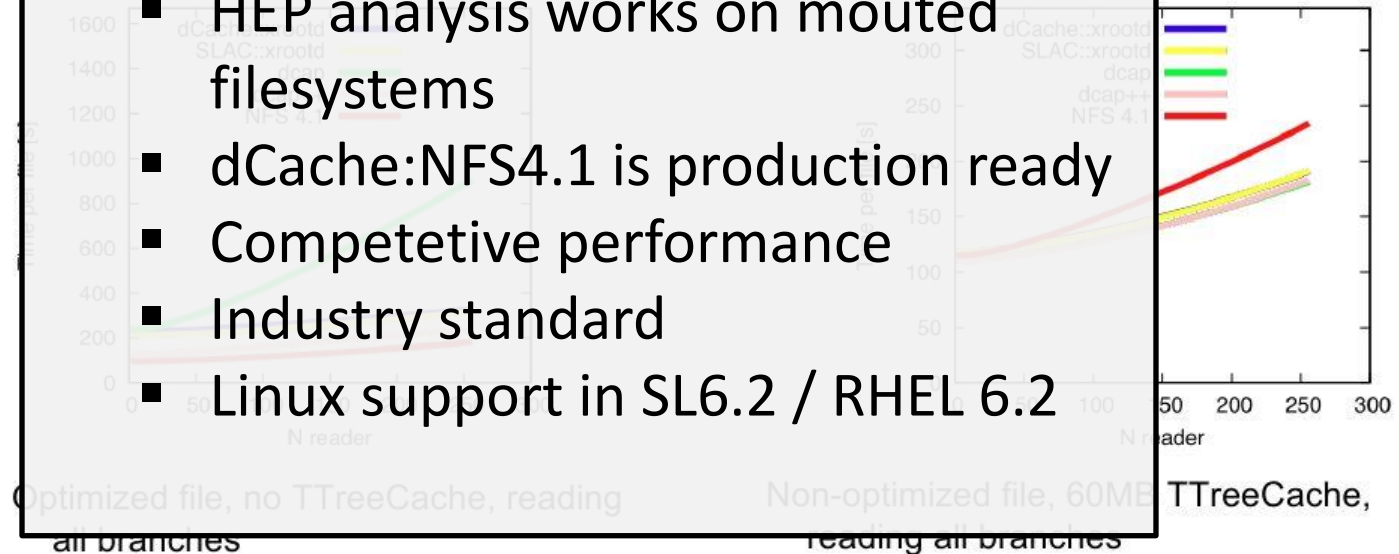 ▪ HEP analysis works on mouted
filesystems
▪ dCache:NFS4.1 is production ready
▪ Competetive performance
▪ Industry standard
▪ Linux support in SL6.2 / RHEL 6.2
1600
1400
1200
1000
800
600
400
200
0
N reader
SLAC::xrootd
NFS 4.1
Optimized file, no TTreeCache, reading
all branches
dCache::xrootd
SLAC::xrootd
dcap
dcap++
NFS 4.1
300
250
150
100
50
100 200 250 300
N reader
Non-optimized file, 60MB TTreeCache,
reading all branches